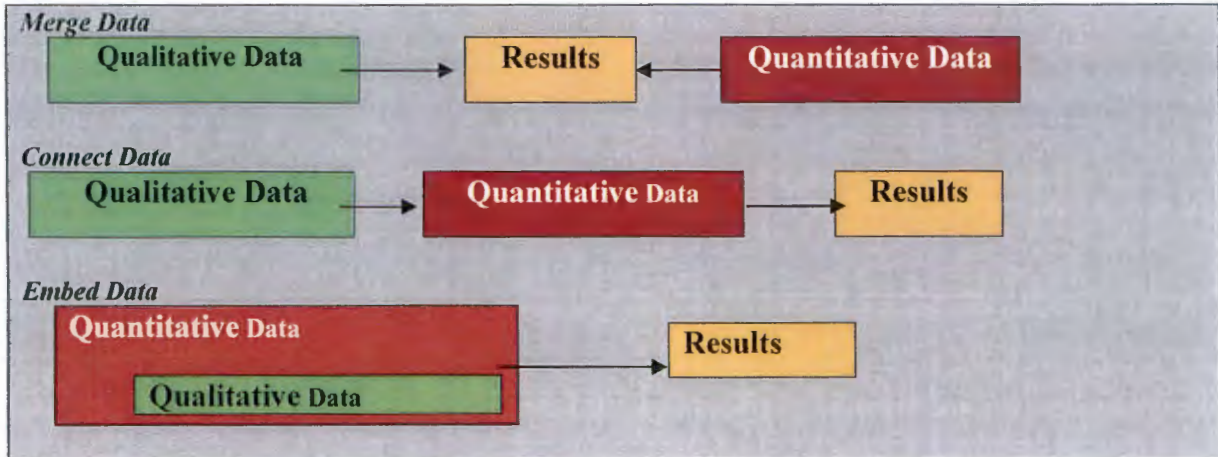 Merge Data
Qualitative Data Results Quantitative Data
Connect Data
Qualitative Data Quantitative Data Results
Embed Data
Quantitative Data
Results
Qualitative Data